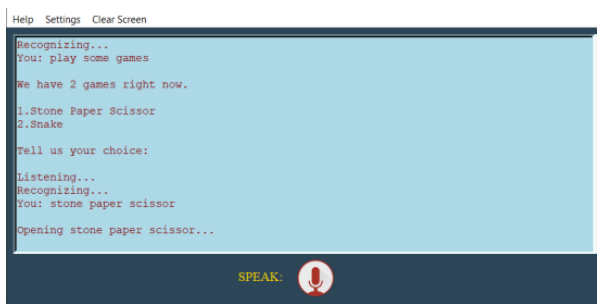 Help Settings Clear Screen
Recognizing...
You: play some games
We have 2 games right now.
1.Stone Paper Scissor
2.Snake
Tell us your choice:
Listening...
Recognizing...
You: stone paper scissor
Opening stone paper scissor...
SPEAK: